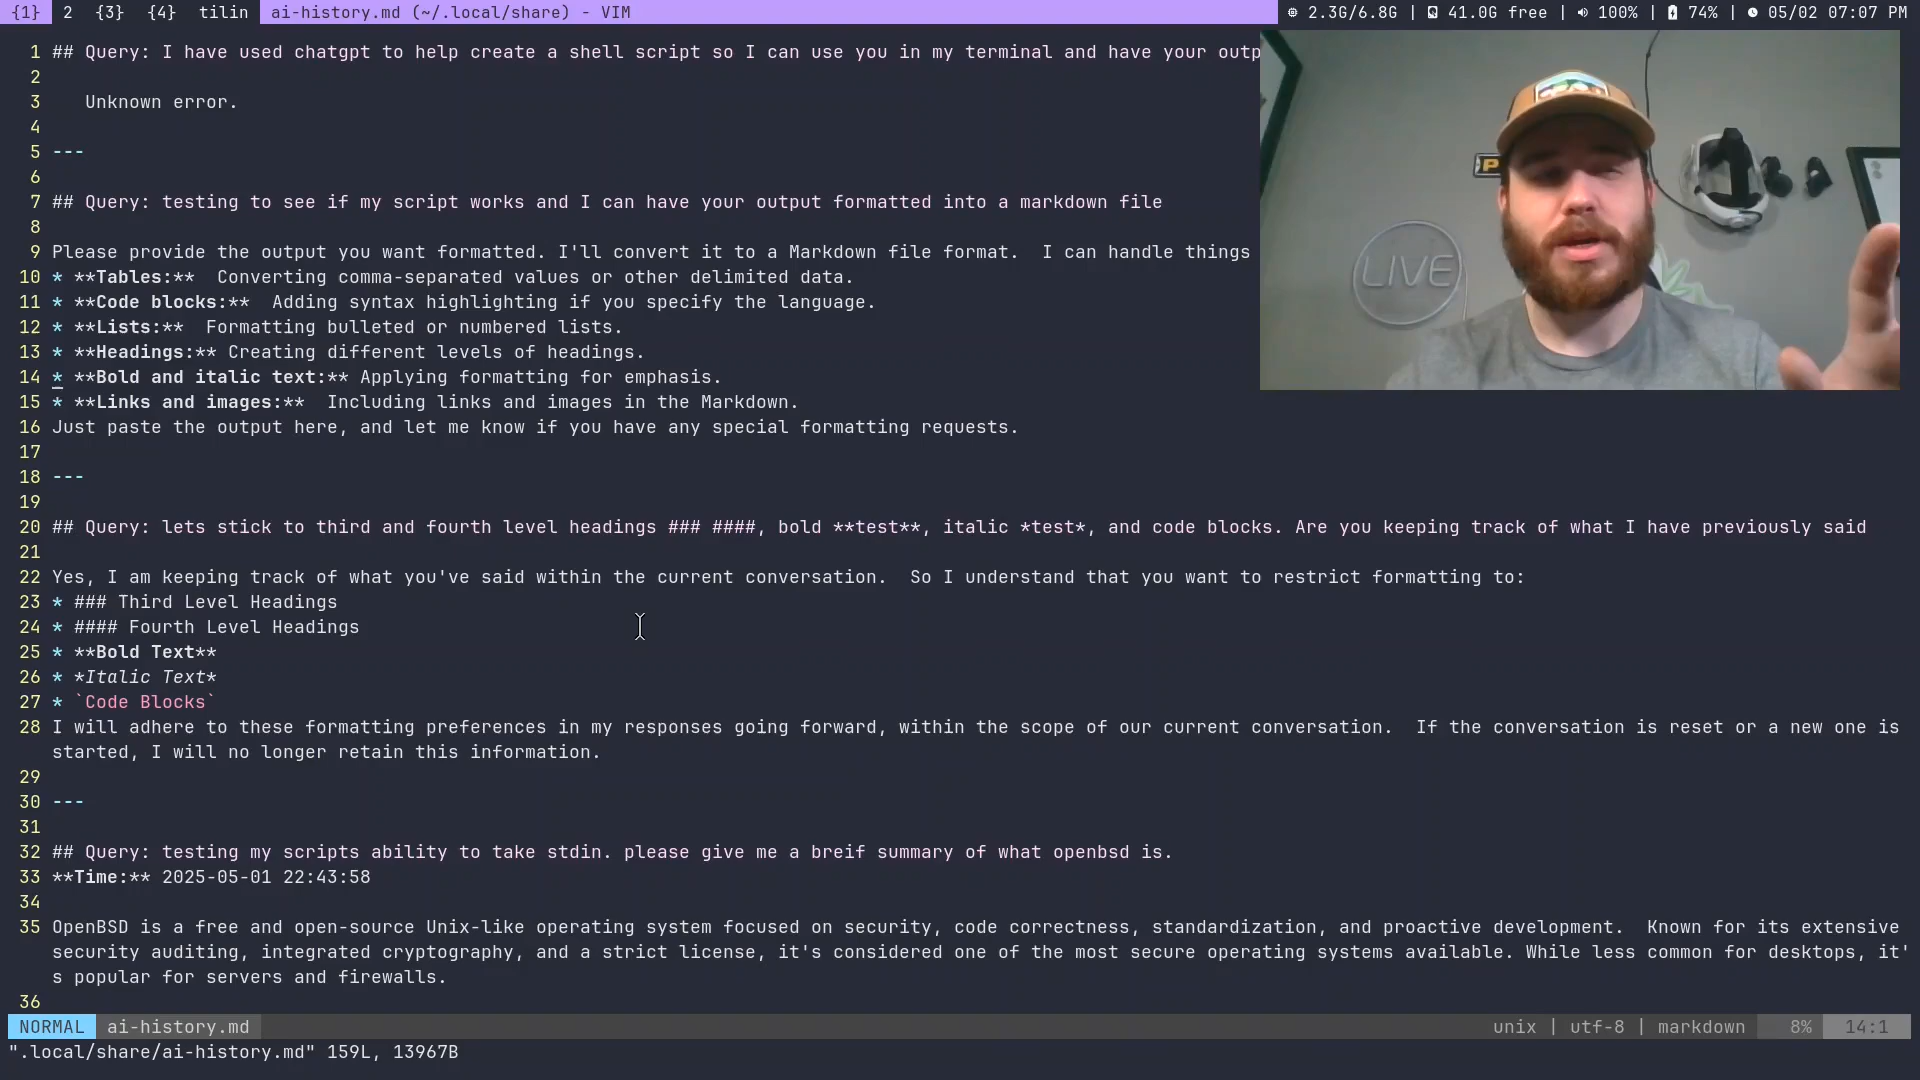 {1} 2 {3} {4} tilin ai-history.md (~/.local/share) - VIM 2.3G/6.8G | 41.0G free | 100% | 74% | 05/02 07:07 PM
1 ## Query: I have used chatgpt to help create a shell script so I can use you in my terminal and have your outp
2
3 Unknown error.
4
5 ---
6
7 ## Query: testing to see if my script works and I can have your output formatted into a markdown file
8
9 Please provide the output you want formatted. I'll convert it to a Markdown file format.  I can handle things
10 * **Tables:**  Converting comma-separated values or other delimited data.
11 * **Code blocks:**  Adding syntax highlighting if you specify the language.
12 * **Lists:**  Formatting bulleted or numbered lists.
13 * **Headings:** Creating different levels of headings.
14 * **Bold and italic text:** Applying formatting for emphasis.
15 * **Links and images:**  Including links and images in the Markdown.
16 Just paste the output here, and let me know if you have any special formatting requests.
17
18 ---
19
20 ## Query: lets stick to third and fourth level headings ### ####, bold **test**, italic *test*, and code blocks. Are you keeping track of what I have previously said
21
22 Yes, I am keeping track of what you've said within the current conversation.  So I understand that you want to restrict formatting to:
23 * ### Third Level Headings
24 * #### Fourth Level Headings
25 * **Bold Text**
26 * *Italic Text*
27 * `Code Blocks`
28 I will adhere to these formatting preferences in my responses going forward, within the scope of our current conversation.  If the conversation is reset or a new one is
started, I will no longer retain this information.
29
30 ---
31
32 ## Query: testing my scripts ability to take stdin. please give me a breif summary of what openbsd is.
33 **Time:** 2025-05-01 22:43:58
34
35 OpenBSD is a free and open-source Unix-like operating system focused on security, code correctness, standardization, and proactive development.  Known for its extensive
security auditing, integrated cryptography, and a strict license, it's considered one of the most secure operating systems available. While less common for desktops, it'
s popular for servers and firewalls.
36
NORMAL ai-history.md unix | utf-8 | markdown 8% 14:1
".local/share/ai-history.md" 159L, 13967B
LIVE
P